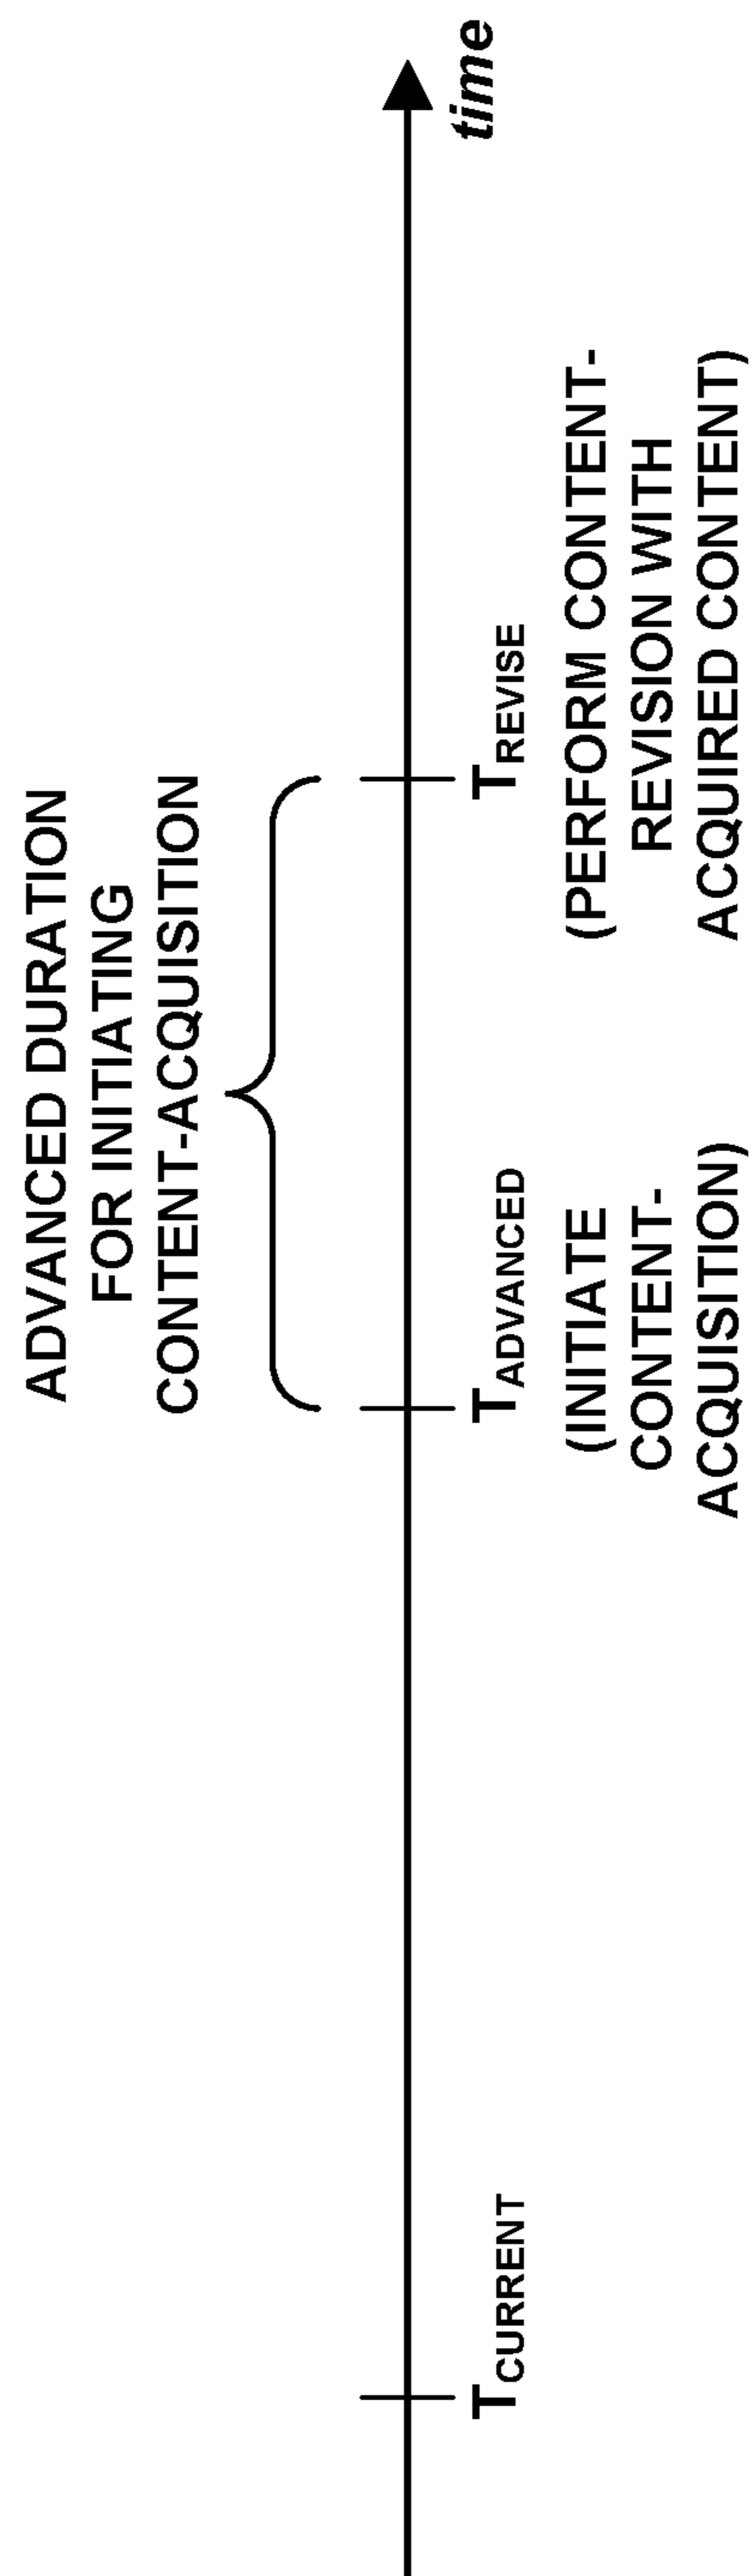 ADVANCED DURATION
FOR INITIATING
CONTENT-ACQUISITION
time
TCURRENT
TADVANCED
(INITIATE
CONTENT-
ACQUISITION)
TREVISE
(PERFORM CONTENT-
REVISION WITH
ACQUIRED CONTENT)